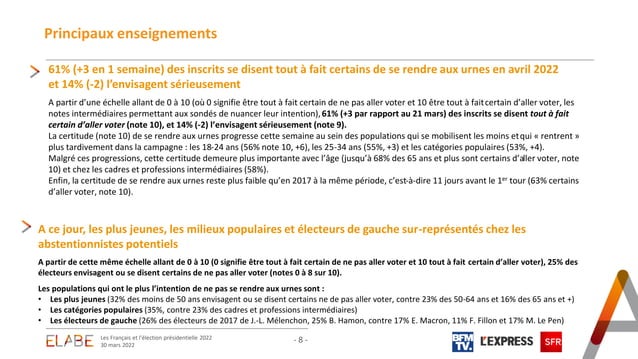 Principaux enseignements
61% (+3 en 1 semaine) des inscrits se disent tout à fait certains de se rendre aux urnes en avril 2022
et 14% (-2) l’envisagent sérieusement
A partir d’une échelle allant de 0 à 10 (où 0 signifie être tout à fait certain de ne pas aller voter et 10 être tout à fait certain d’aller voter, les
notes intermédiaires permettant aux sondés de nuancer leur intention), 61% (+3 par rapport au 21 mars) des inscrits se disent tout à fait
certain d’aller voter (note 10), et 14% (-2) l’envisagent sérieusement (note 9).
La certitude (note 10) de se rendre aux urnes progresse cette semaine au sein des populations qui se mobilisent les moins et qui « rentrent »
plus tardivement dans la campagne : les 18-24 ans (56% note 10, +6), les 25-34 ans (55%, +3) et les catégories populaires (53%, +4).
Malgré ces progressions, cette certitude demeure plus importante avec l’âge (jusqu’à 68% des 65 ans et plus sont certains d’aller voter, note
10) et chez les cadres et professions intermédiaires (58%).
Enfin, la certitude de se rendre aux urnes reste plus faible qu’en 2017 à la même période, c’est-à-dire 11 jours avant le 1er tour (63% certains
d’aller voter, note 10).
A ce jour, les plus jeunes, les milieux populaires et électeurs de gauche sur-représentés chez les
abstentionnistes potentiels
A partir de cette même échelle allant de 0 à 10 (0 signifie être tout à fait certain de ne pas aller voter et 10 tout à fait certain d’aller voter), 25% des
électeurs envisagent ou se disent certains de ne pas aller voter (notes 0 à 8 sur 10).
Les populations qui ont le plus l’intention de ne pas se rendre aux urnes sont :
• Les plus jeunes (32% des moins de 50 ans envisagent ou se disent certains ne de pas aller voter, contre 23% des 50-64 ans et 16% des 65 ans et +)
• Les catégories populaires (35%, contre 23% des cadres et professions intermédiaires)
• Les électeurs de gauche (26% des électeurs de 2017 de J.-L. Mélenchon, 25% B. Hamon, contre 17% E. Macron, 11% F. Fillon et 17% M. Le Pen)
ELABE
Les Français et l’élection présidentielle 2022
30 mars 2022
- 8 -
BFM
TV.
L'EXPRESS
SFR